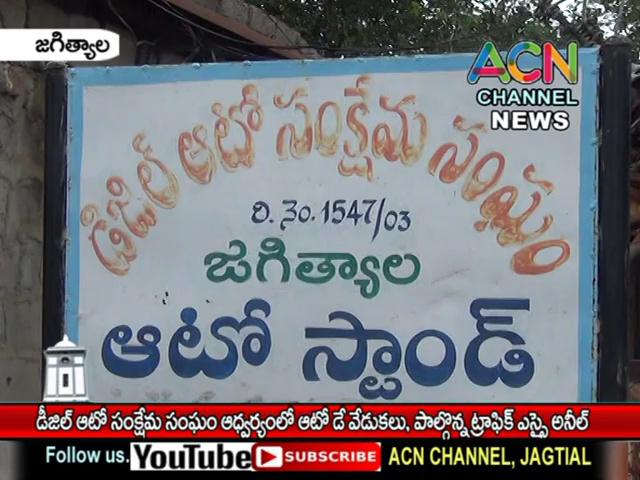 జగిత్యాల
ACN
CHANNEL
NEWS
డీజిల్ ఆటో సంక్షేమ సంఘం
రి.నెం. 1547/03
జగిత్యాల
ఆటో స్టాండ్
డీజిల్ ఆటో సంక్షేమ సంఘం ఆధ్వర్యంలో ఆటో డే వేడుకలు, పాల్గొన్న ట్రాఫిక్ ఎస్సై అనీల్
Follow us. YouTube SUBSCRIBE ACN CHANNEL, JAGTIAL